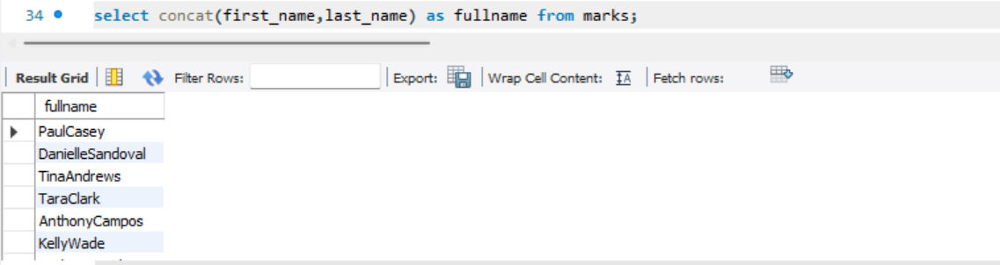 34 select concat(first_name,last_name) as fullname from marks;
Result Grid Filter Rows: Export: Wrap Cell Content: IA Fetch rows:
fullname
PaulCasey
DanielleSandoval
TinaAndrews
TaraClark
AnthonyCampos
KellyWade